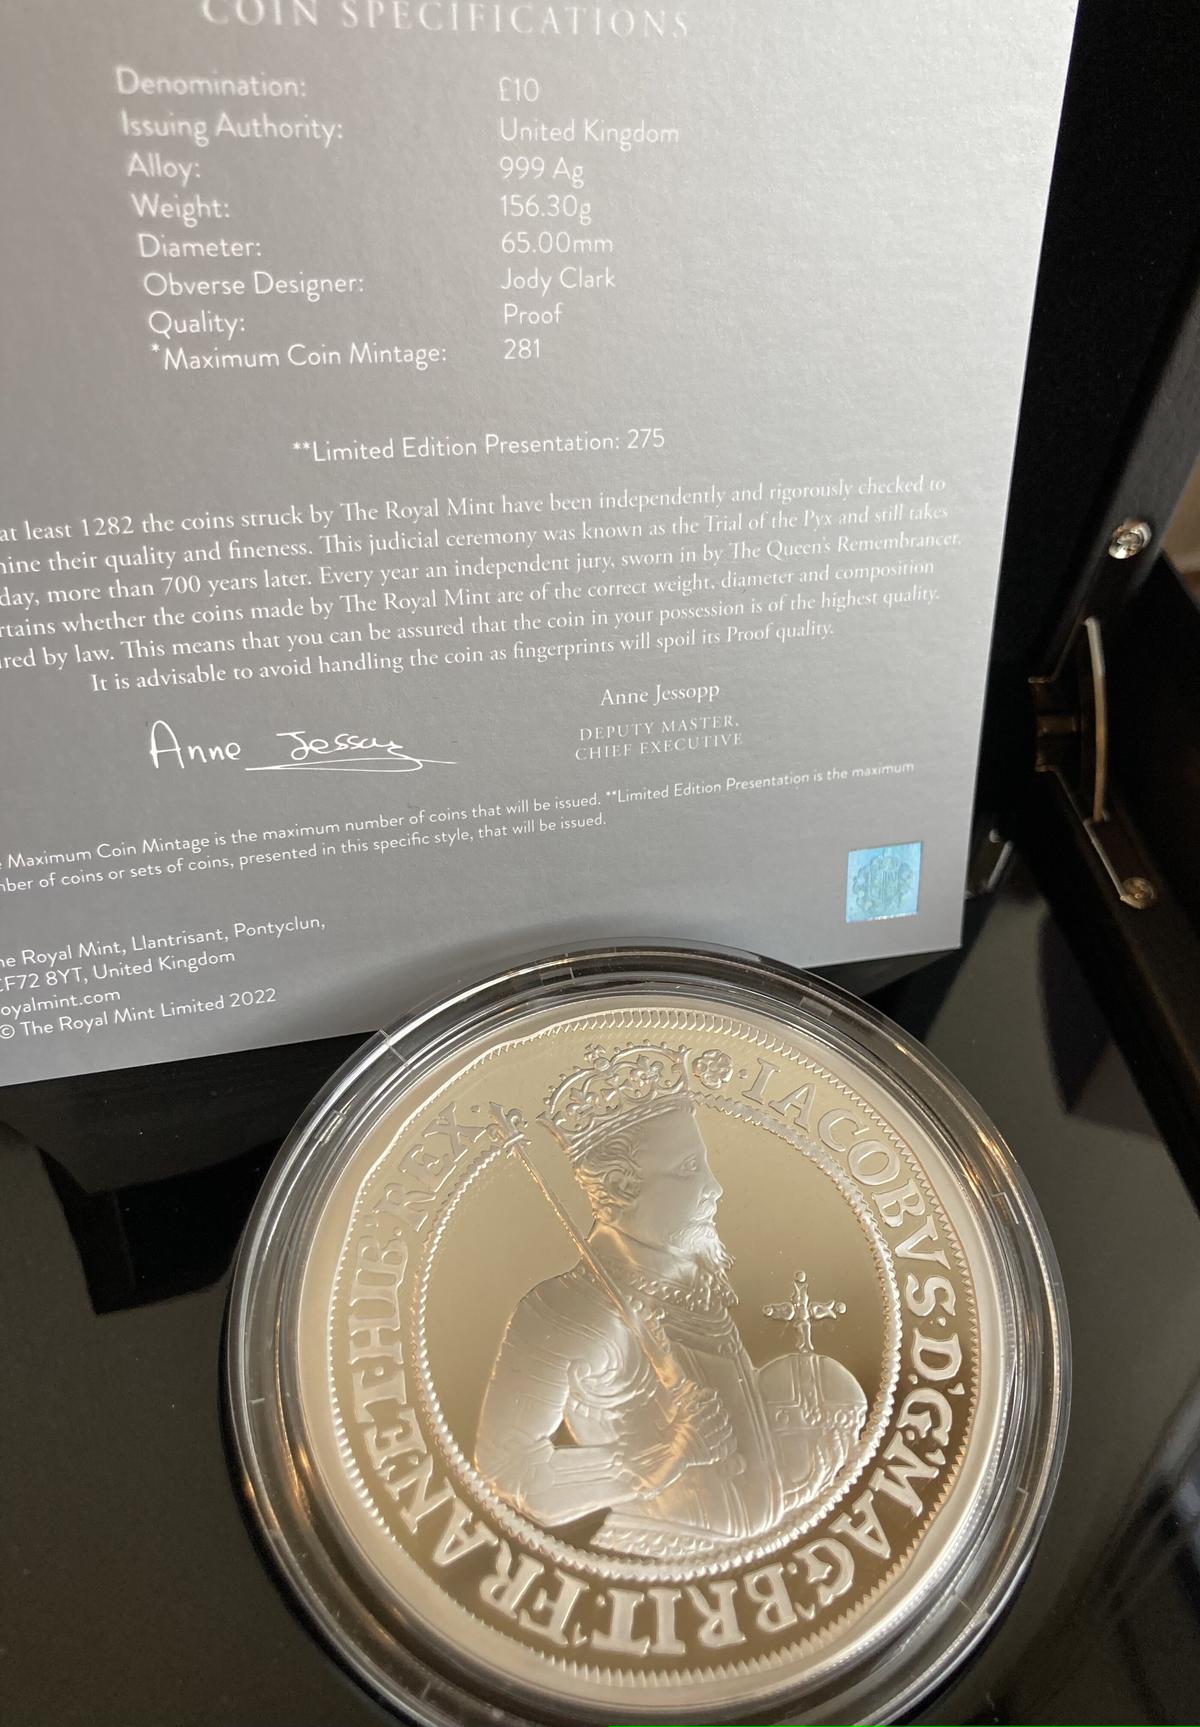 COIN SPECIFICATIONS
Denomination: £10
Issuing Authority: United Kingdom
Alloy: 999 Ag
Weight: 156.30g
Diameter: 65.00mm
Obverse Designer: Jody Clark
Quality: Proof
*Maximum Coin Mintage: 281
**Limited Edition Presentation: 275
at least 1282 the coins struck by The Royal Mint have been independently and rigorously checked to
their quality and fineness. This judicial ceremony was known as the Trial of the Pyx and still takes
day, more than 700 years later. Every year an independent jury, sworn in by The Queen's Remembrancer,
whether the coins made by The Royal Mint are of the correct weight, diameter and composition
by law. This means that you can be assured that the coin in your possession is of the highest quality.
It is advisable to avoid handling the coin as fingerprints will spoil its Proof quality.
Anne Jessopp
Anne Jessopp
DEPUTY MASTER,
CHIEF EXECUTIVE
Maximum Coin Mintage is the maximum number of coins that will be issued. **Limited Edition Presentation is the maximum
of coins or sets of coins, presented in this specific style, that will be issued.
Royal Mint, Llantrisant, Pontyclun,
CF72 8YT, United Kingdom
oyalmint.com
© The Royal Mint Limited 2022
·IACOBVS·D'.G'.MAG.BRIT.FRAN.ET·HIB·REX·